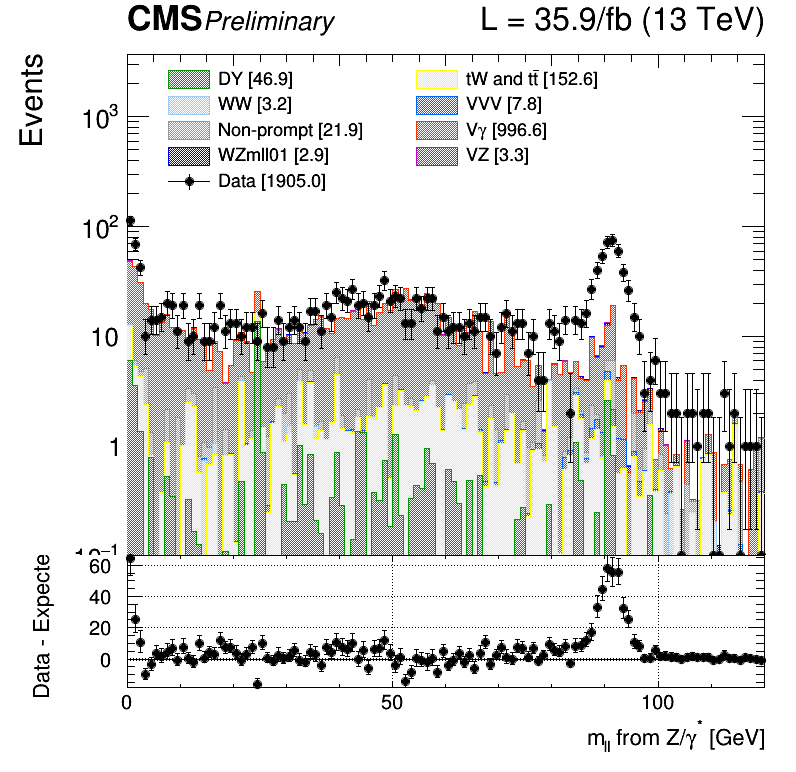 CMS Preliminary L = 35.9/fb (13 TeV)
Events
DY [46.9]
tW and tt̄ [152.6]
WW [3.2]
VVV [7.8]
Non-prompt [21.9]
Vγ [996.6]
WZmll01 [2.9]
VZ [3.3]
Data [1905.0]
10³
10²
10
1
10⁻¹
Data - Expecte
60
40
20
0
0 50 100
m_ll from Z/γ* [GeV]